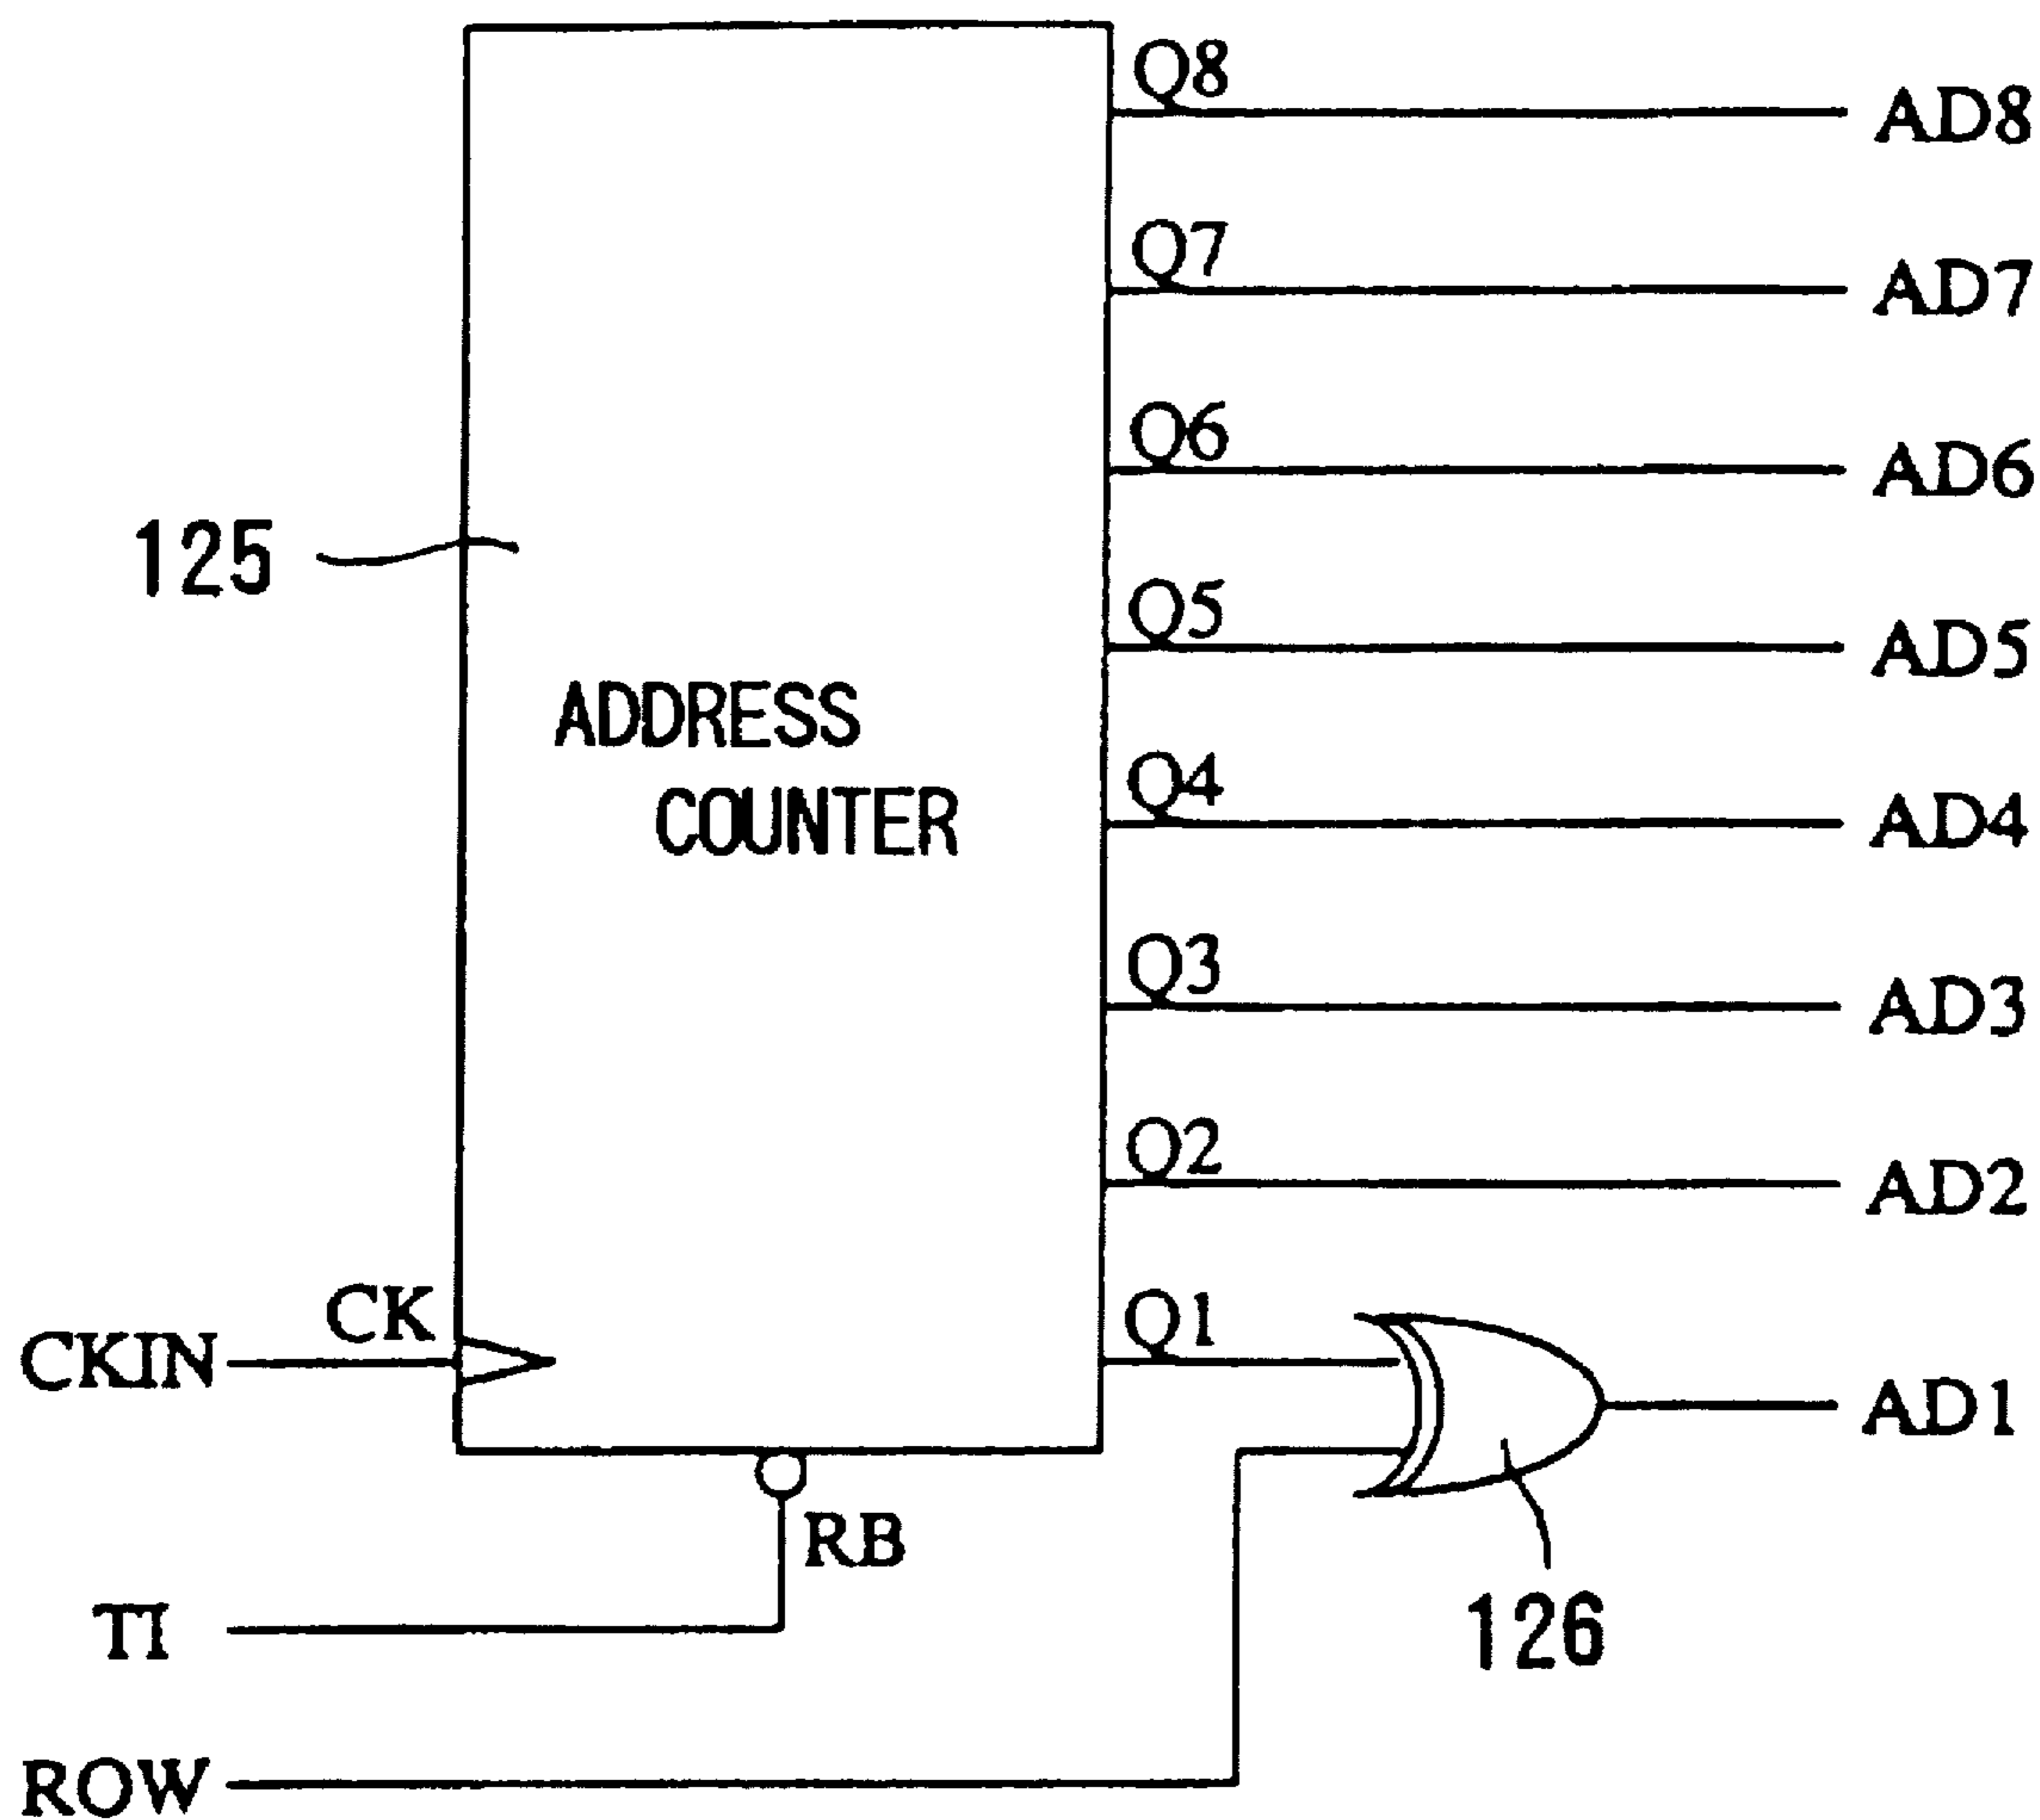 Q8
AD8
Q7
AD7
Q6
AD6
125
Q5
AD5
ADDRESS
COUNTER
Q4
AD4
Q3
AD3
Q2
AD2
CKIN
CK
Q1
AD1
RB
TI
126
ROW